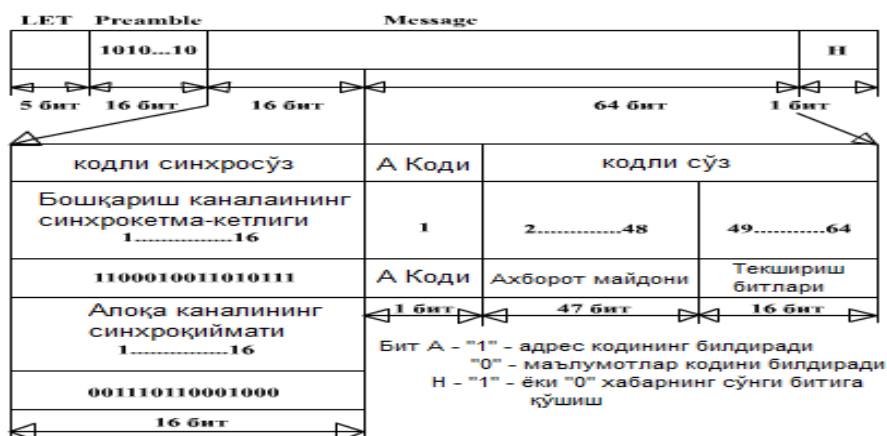 LET Preamble Message
1010...10 H
5 бит 16 бит 16 бит 64 бит 1 бит
кодли синхросўз А Коди кодли сўз
Бошқариш каналаининг
синхрокетма-кетлиги
1...............16 1 2.............48 49...........64
1100010011010111 А Коди Ахборот майдони Текшириш
битлари
Алоқа каналининг
синхроқиймати
1...............16
1 бит 47 бит 16 бит
001110110001000
16 бит
Бит А - "1" - адрес кодининг билдиради
"0" - маълумотлар кодини билдиради
Н - "1" - ёки "0" хабарнинг сўнги битига
қўшиш